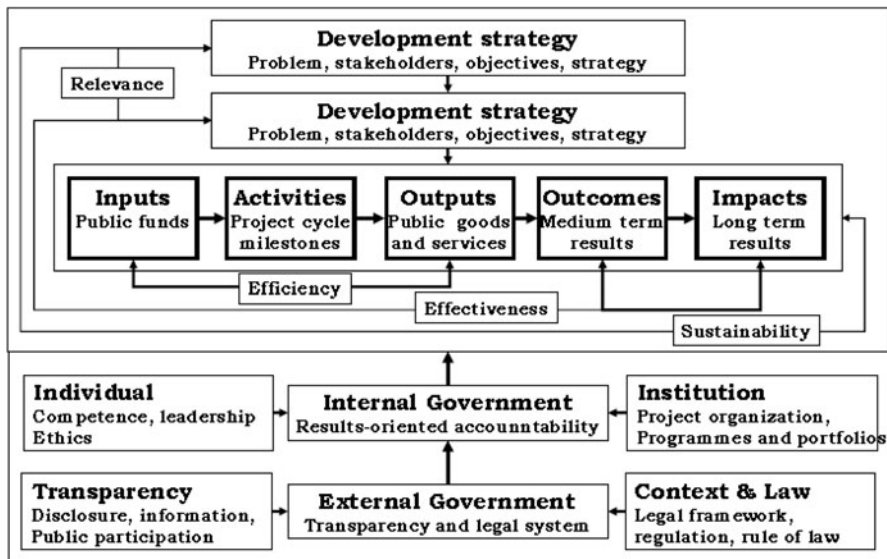 Development strategy
Problem, stakeholders, objectives, strategy
Relevance
Development strategy
Problem, stakeholders, objectives, strategy
Inputs
Public funds
Activities
Project cycle
milestones
Outputs
Public goods
and services
Outcomes
Medium term
results
Impacts
Long term
results
Efficiency
Effectiveness
Sustainability
Individual
Competence, leadership
Ethics
Internal Government
Results-oriented accounntability
Institution
Project organization,
Programmes and portfolios
Transparency
Disclosure, information,
Public participation
External Government
Transparency and legal system
Context & Law
Legal framework,
regulation, rule of law